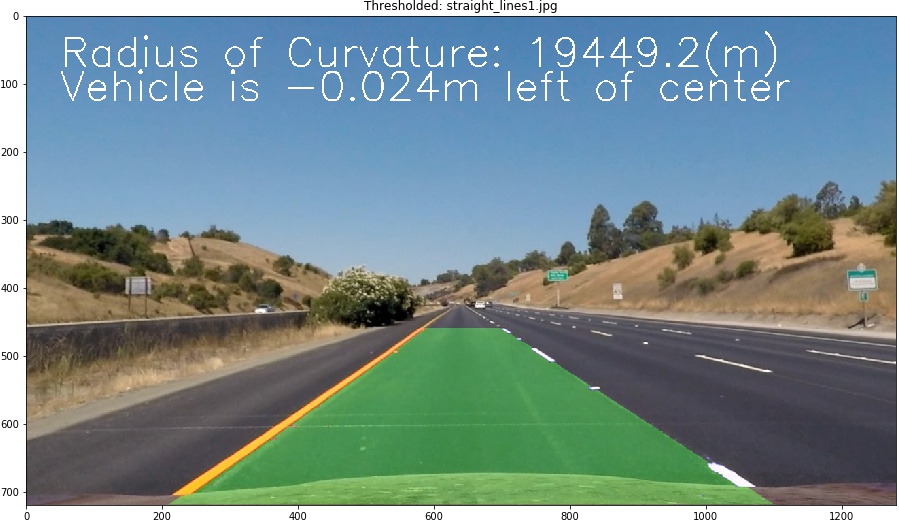 Thresholded: straight_lines1.jpg
Radius of Curvature: 19449.2(m)
Vehicle is -0.024m left of center
0
100
200
300
400
500
600
700
0 200 400 600 800 1000 1200